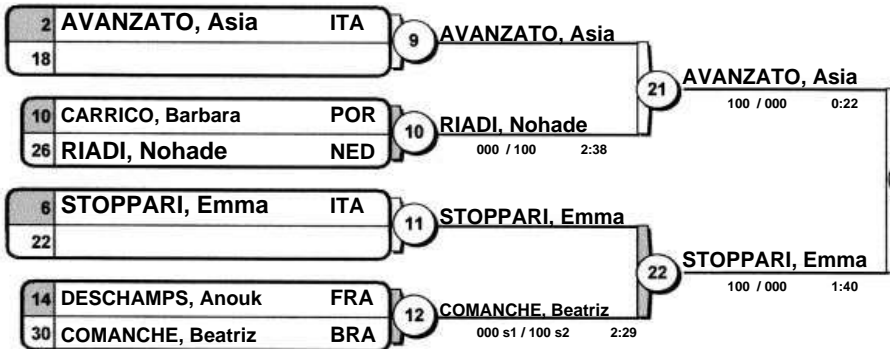 2 AVANZATO, Asia ITA
18
9
AVANZATO, Asia
10 CARRICO, Barbara POR
26 RIADI, Nohade NED
10
RIADI, Nohade
000 / 100 2:38
21
AVANZATO, Asia
100 / 000 0:22
6 STOPPARI, Emma ITA
22
11
STOPPARI, Emma
14 DESCHAMPS, Anouk FRA
30 COMANCHE, Beatriz BRA
12
COMANCHE, Beatriz
000 s1 / 100 s2 2:29
22
STOPPARI, Emma
100 / 000 1:40